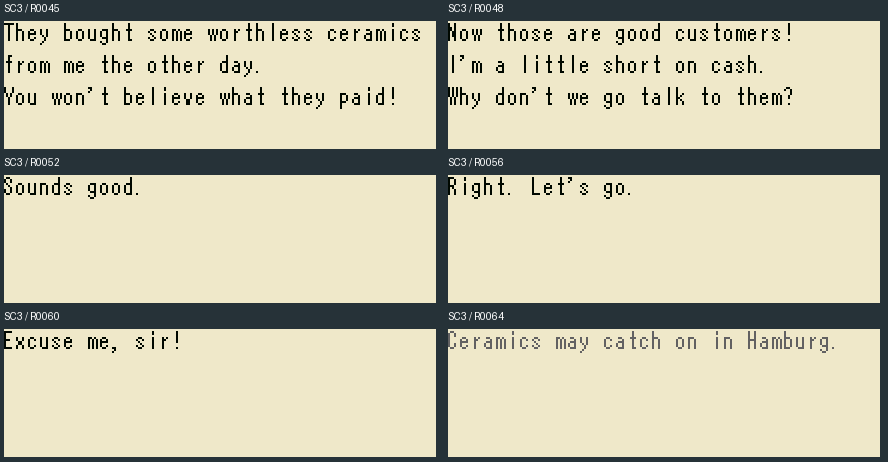 SC3 / R0045
They bought some worthless ceramics
from me the other day.
You won't believe what they paid!
SC3 / R0048
Now those are good customers!
I'm a little short on cash.
Why don't we go talk to them?
SC3 / R0052
Sounds good.
SC3 / R0056
Right. Let's go.
SC3 / R0060
Excuse me, sir!
SC3 / R0064
Ceramics may catch on in Hamburg.